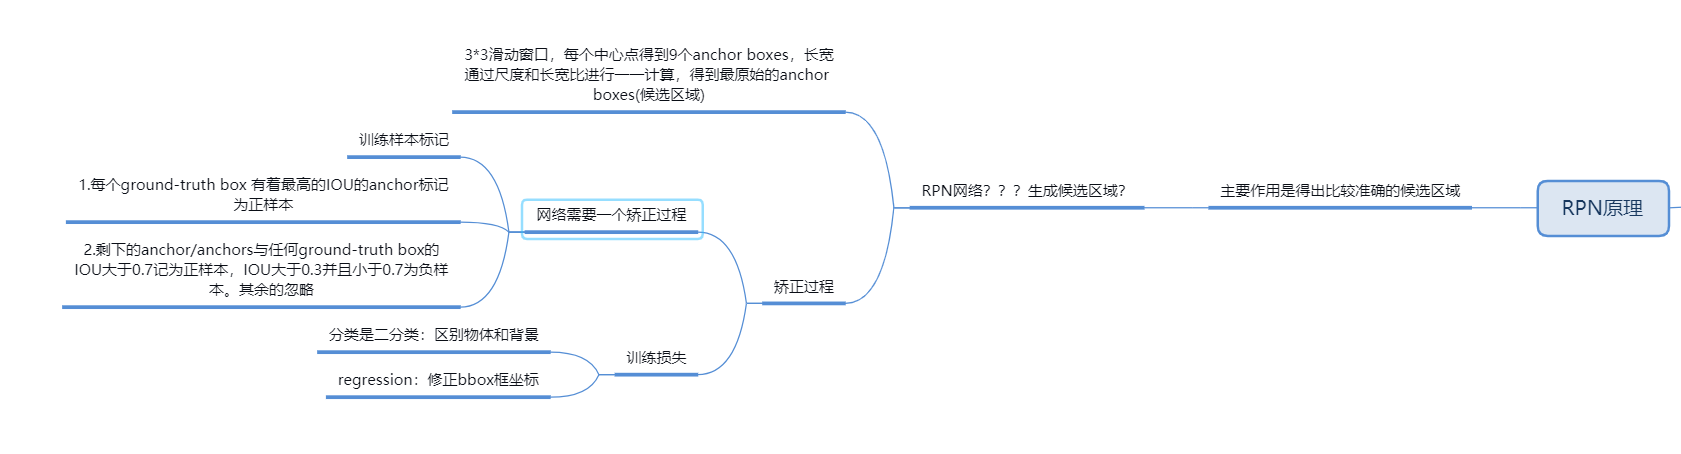 3*3滑动窗口，每个中心点得到9个anchor boxes，长宽
通过尺度和长宽比进行一一计算，得到最原始的anchor
boxes(候选区域)
训练样本标记
1.每个ground-truth box 有着最高的IOU的anchor标记
为正样本
网络需要一个矫正过程
2.剩下的anchor/anchors与任何ground-truth box的
IOU大于0.7记为正样本，IOU大于0.3并且小于0.7为负样
本。其余的忽略
RPN网络？？？生成候选区域？
主要作用是得出比较准确的候选区域
RPN原理
矫正过程
分类是二分类：区别物体和背景
训练损失
regression：修正bbox框坐标